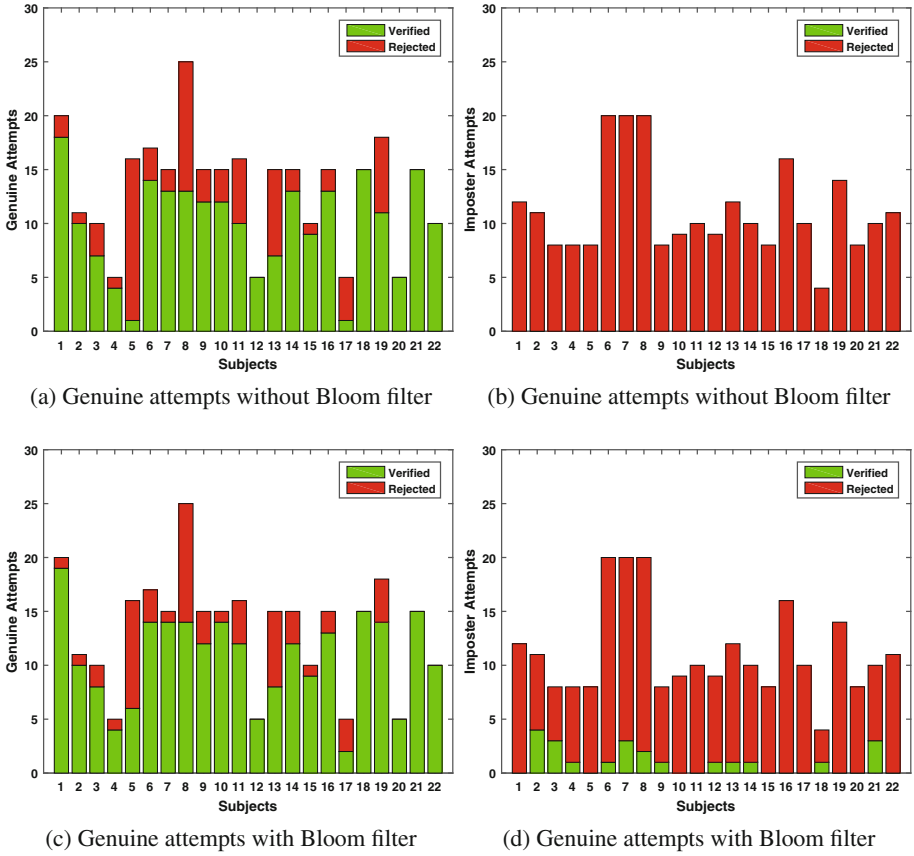 30
25
20
15
10
5
0
Genuine Attempts
Verified
Rejected
1 2 3 4 5 6 7 8 9 10 11 12 13 14 15 16 17 18 19 20 21 22
Subjects
(a) Genuine attempts without Bloom filter
30
25
20
15
10
5
0
Imposter Attempts
Verified
Rejected
1 2 3 4 5 6 7 8 9 10 11 12 13 14 15 16 17 18 19 20 21 22
Subjects
(b) Genuine attempts without Bloom filter
30
25
20
15
10
5
0
Genuine Attempts
Verified
Rejected
1 2 3 4 5 6 7 8 9 10 11 12 13 14 15 16 17 18 19 20 21 22
Subjects
(c) Genuine attempts with Bloom filter
30
25
20
15
10
5
0
Imposter Attempts
Verified
Rejected
1 2 3 4 5 6 7 8 9 10 11 12 13 14 15 16 17 18 19 20 21 22
Subjects
(d) Genuine attempts with Bloom filter